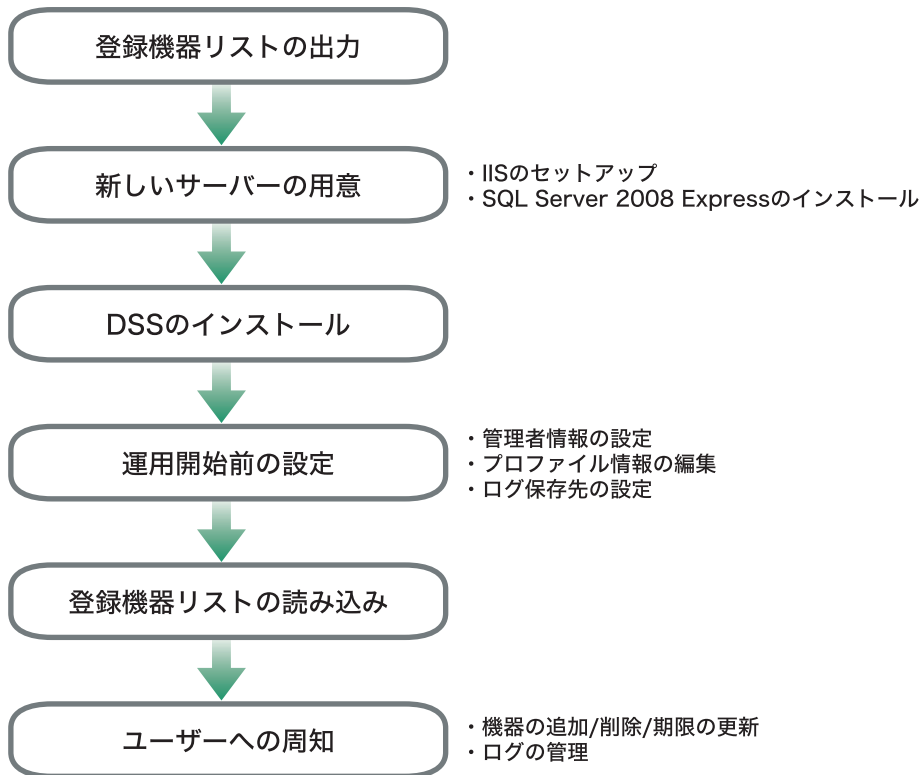 登録機器リストの出力
新しいサーバーの用意
・IISのセットアップ
・SQL Server 2008 Expressのインストール
DSSのインストール
運用開始前の設定
・管理者情報の設定
・プロファイル情報の編集
・ログ保存先の設定
登録機器リストの読み込み
ユーザーへの周知
・機器の追加/削除/期限の更新
・ログの管理